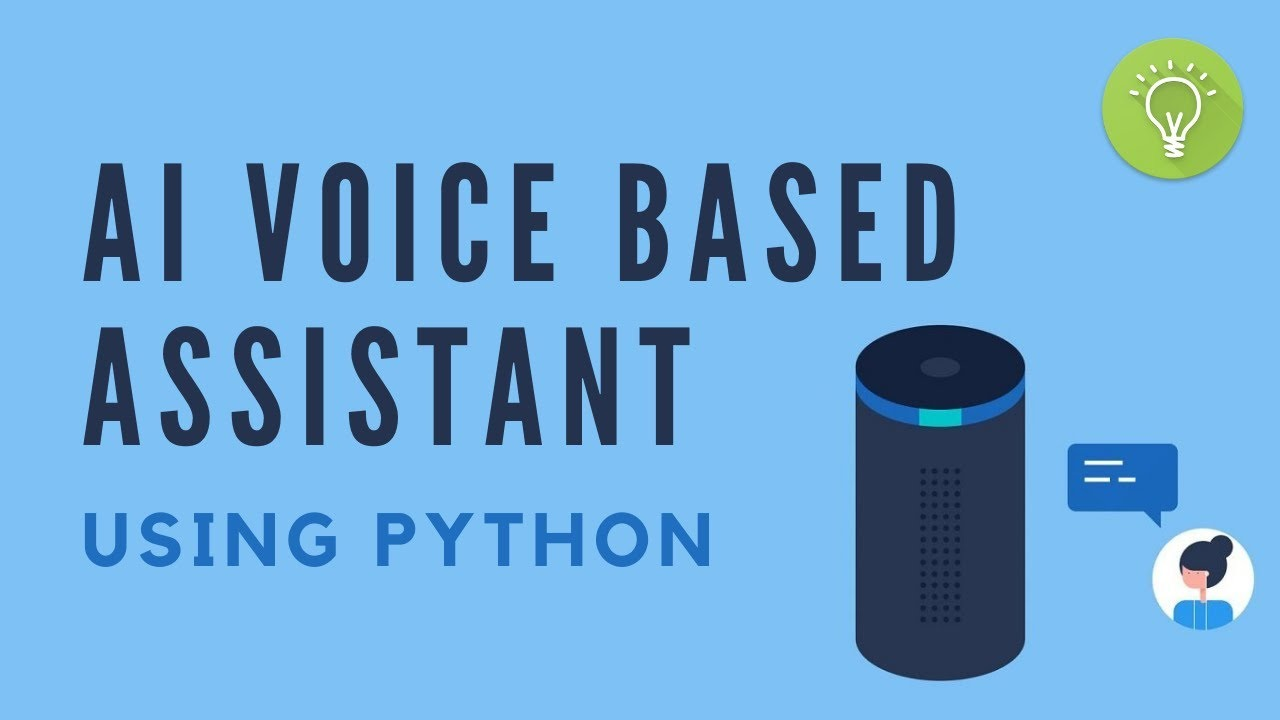 AI VOICE BASED
ASSISTANT
USING PYTHON